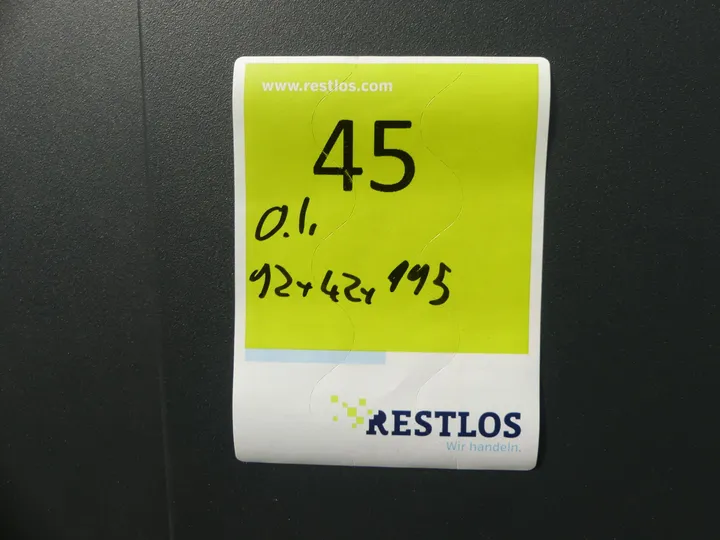 www.restlos.com
45
O.l.
92x42x195
RESTLOS
Wir handeln.